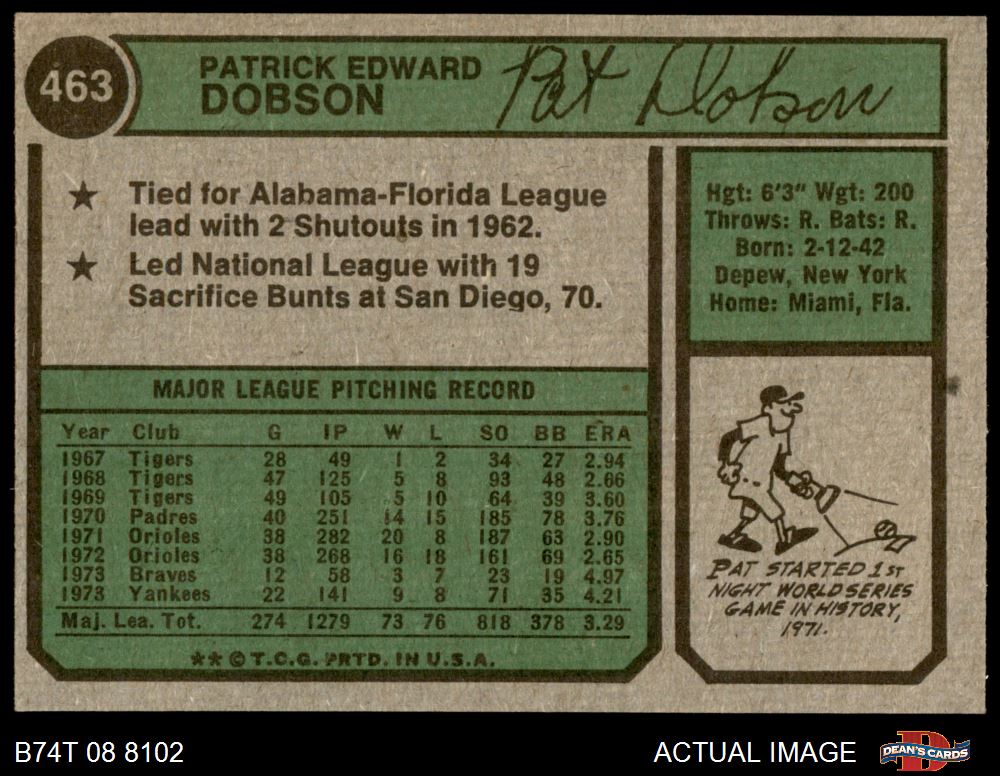 463
PATRICK EDWARD
DOBSON
Pat Dobson
★ Tied for Alabama-Florida League
lead with 2 Shutouts in 1962.
★ Led National League with 19
Sacrifice Bunts at San Diego, 70.
Hgt: 6'3" Wgt: 200
Throws: R. Bats: R.
Born: 2-12-42
Depew, New York
Home: Miami, Fla.
MAJOR LEAGUE PITCHING RECORD
Year Club G IP W L SO BB ERA
1967 Tigers 28 49 1 2 34 27 2.94
1968 Tigers 47 125 5 8 93 48 2.66
1969 Tigers 49 105 5 10 64 39 3.60
1970 Padres 40 251 14 15 185 78 3.76
1971 Orioles 38 282 20 8 187 63 2.90
1972 Orioles 38 268 16 18 161 69 2.65
1973 Braves 12 58 3 7 23 19 4.97
1973 Yankees 22 141 9 8 71 35 4.21
Maj. Lea. Tot. 274 1279 73 76 818 378 3.29
** © T.C.G. PRTD. IN U.S.A.
PAT STARTED 1ST
NIGHT WORLD SERIES
GAME IN HISTORY,
1971.
B74T 08 8102
ACTUAL IMAGE
DEAN'S CARDS